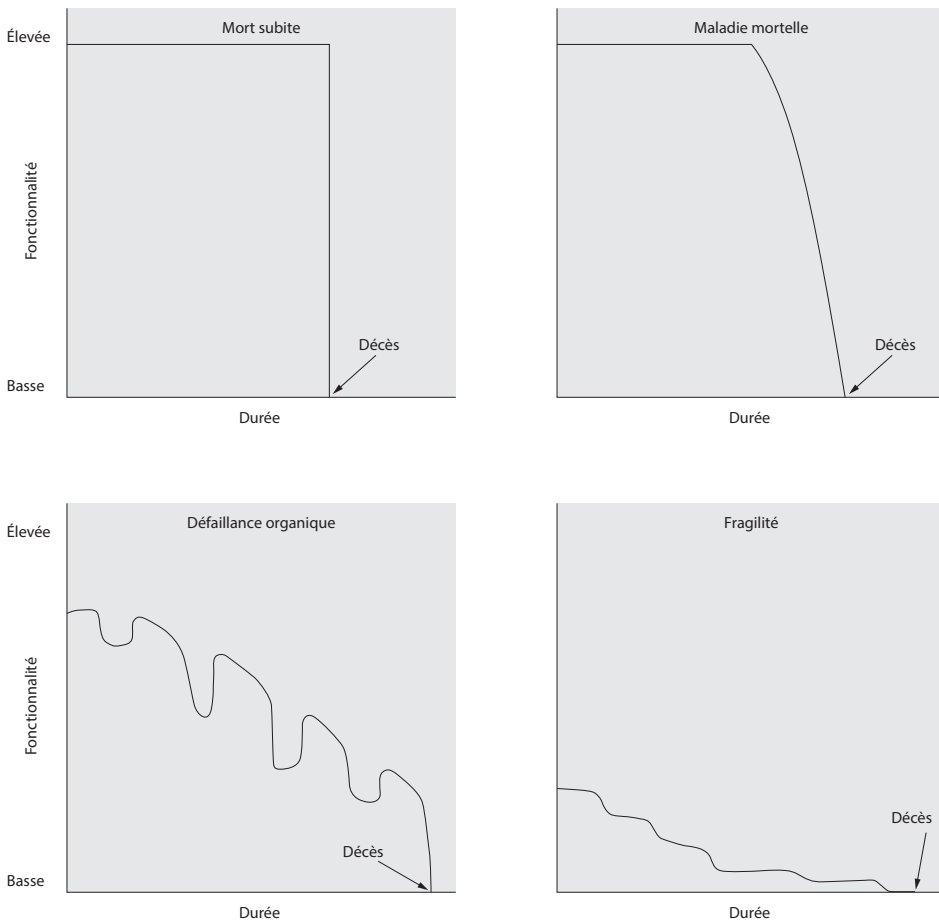 Mort subite
Élevée
Fonctionnalité
Décès
Basse
Durée
Maladie mortelle
Décès
Durée
Défaillance organique
Élevée
Fonctionnalité
Décès
Basse
Durée
Fragilité
Décès
Durée